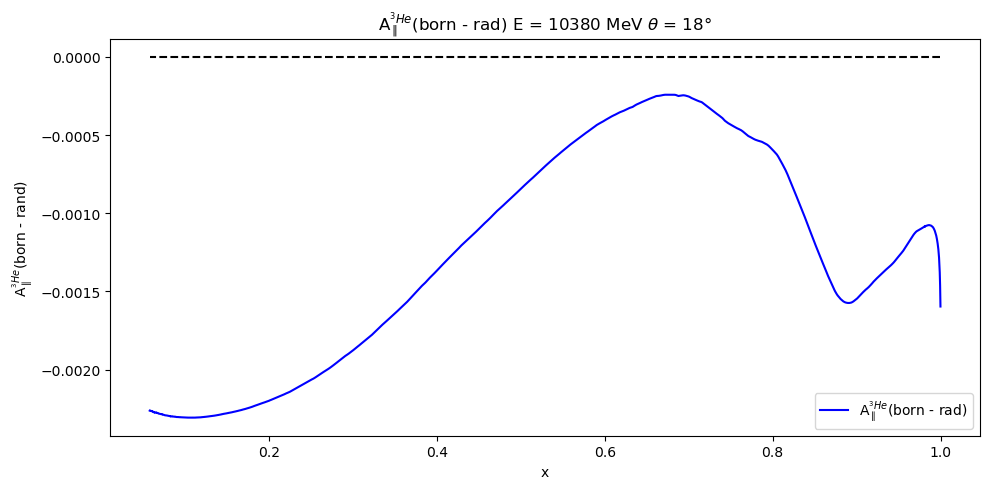 A∥³He(born - rad) E = 10380 MeV θ = 18°
A∥³He(born - rand)
0.0000
−0.0005
−0.0010
−0.0015
−0.0020
A∥³He(born - rad)
0.2 0.4 0.6 0.8 1.0
x